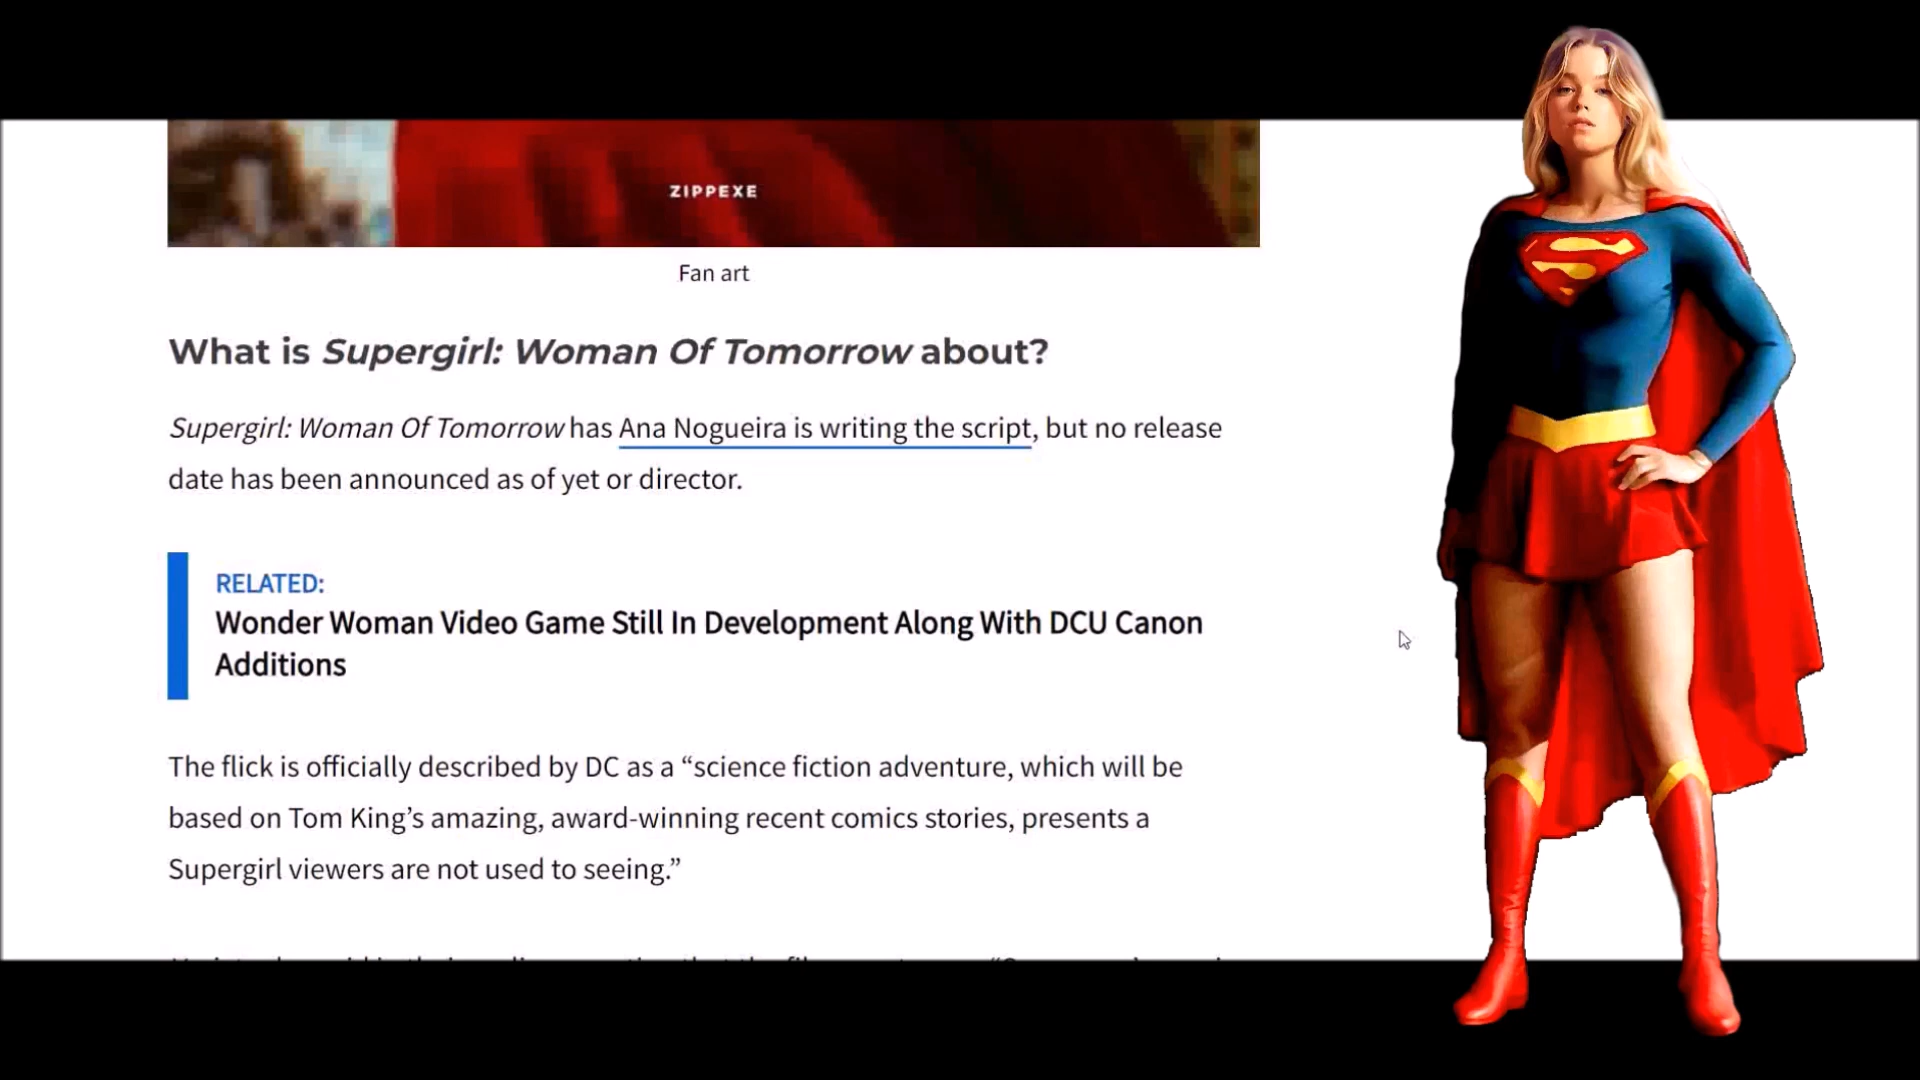 ZIPPEXE
Fan art
What is Supergirl: Woman Of Tomorrow about?
Supergirl: Woman Of Tomorrow has Ana Nogueira is writing the script, but no release
date has been announced as of yet or director.
RELATED:
Wonder Woman Video Game Still In Development Along With DCU Canon
Additions
The flick is officially described by DC as a “science fiction adventure, which will be
based on Tom King’s amazing, award-winning recent comics stories, presents a
Supergirl viewers are not used to seeing.”